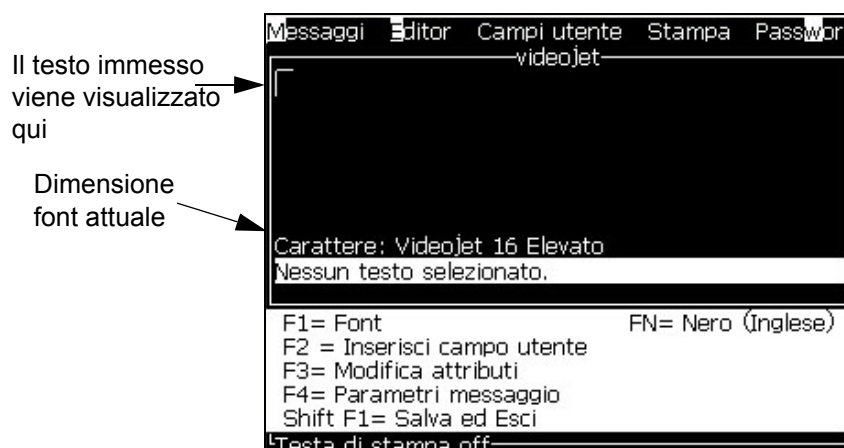 Messaggi Editor Campi utente Stampa Passwor
videojet
Il testo immesso
viene visualizzato
qui
Dimensione
font attuale
Carattere: Videojet 16 Elevato
Nessun testo selezionato.
F1= Font FN= Nero (Inglese)
F2 = Inserisci campo utente
F3= Modifica attributi
F4= Parametri messaggio
Shift F1= Salva ed Esci
Testa di stampa off